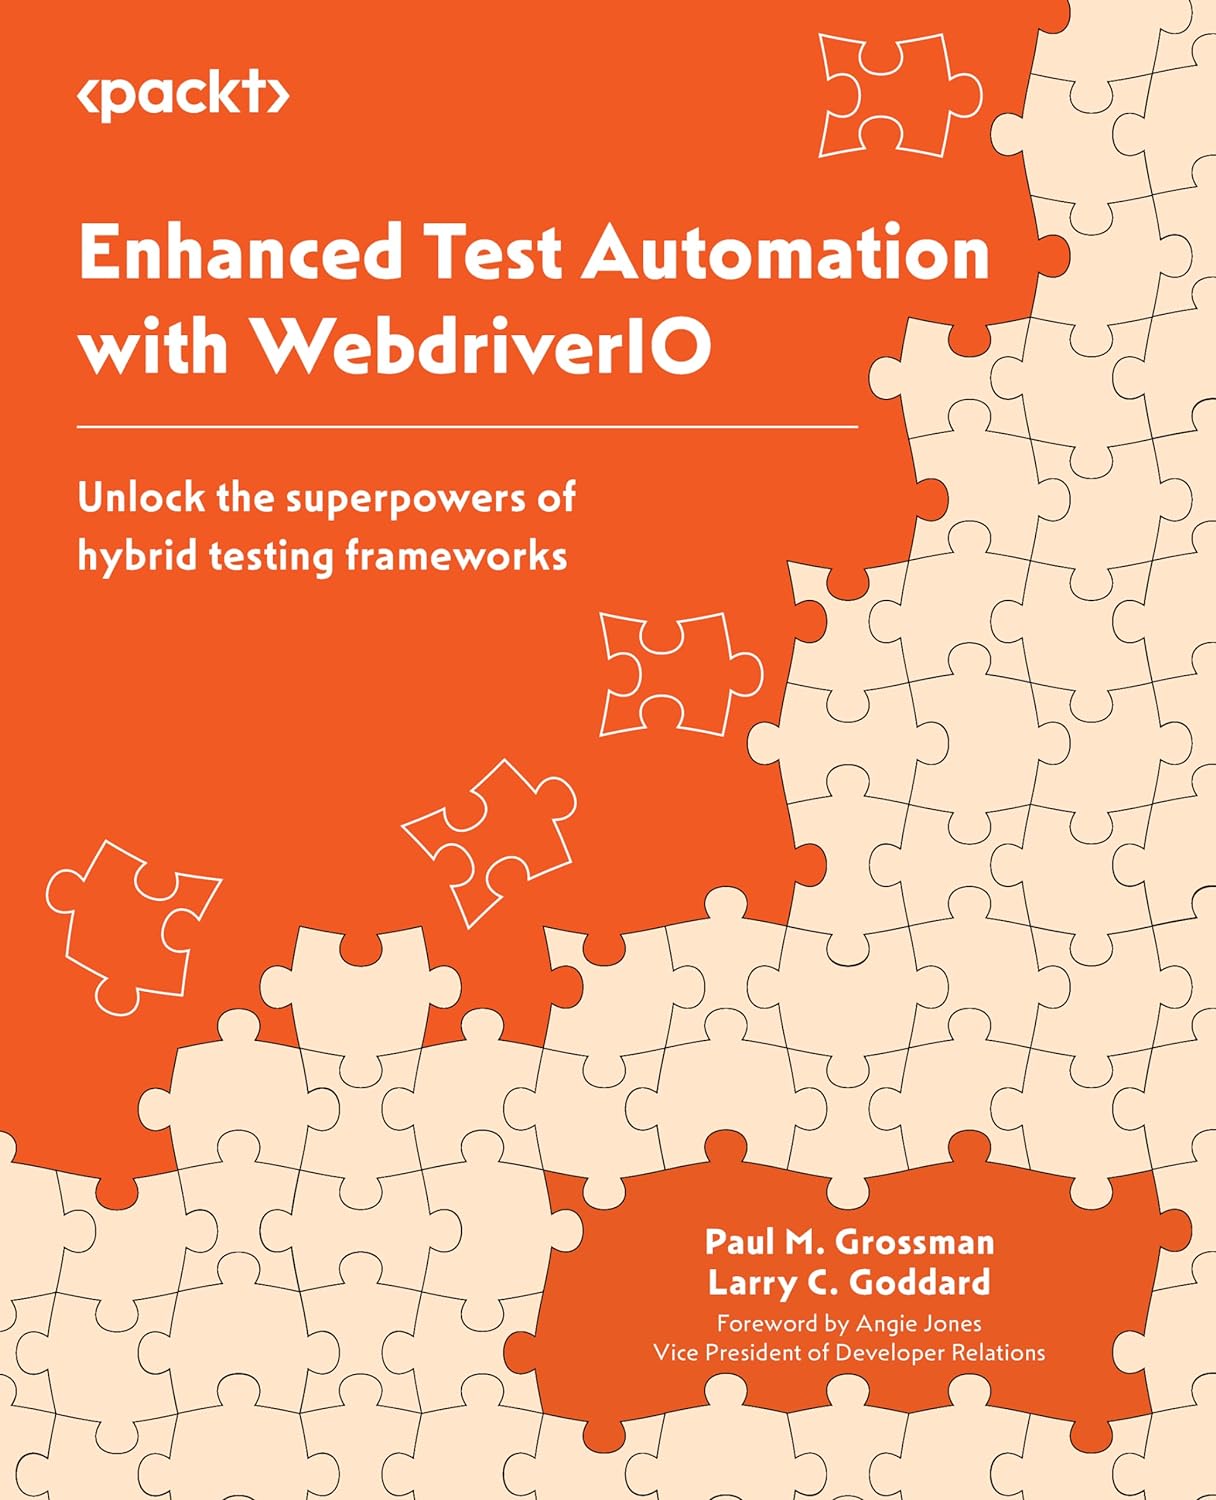 <packt>
Enhanced Test Automation
with WebdriverIO
Unlock the superpowers of
hybrid testing frameworks
Paul M. Grossman
Larry C. Goddard
Foreword by Angie Jones
Vice President of Developer Relations